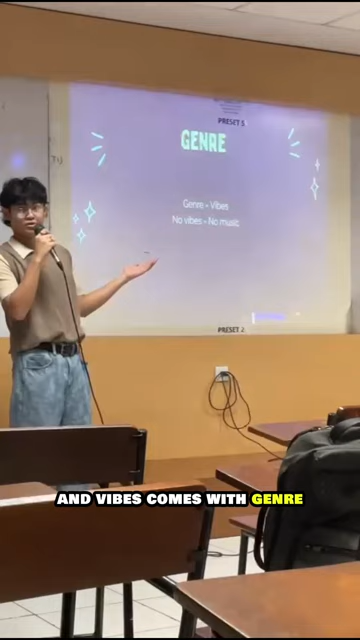 PRESET 5
GENRE
Genre = Vibes
No vibes = No music
PRESET 2
AND VIBES COMES WITH GENRE